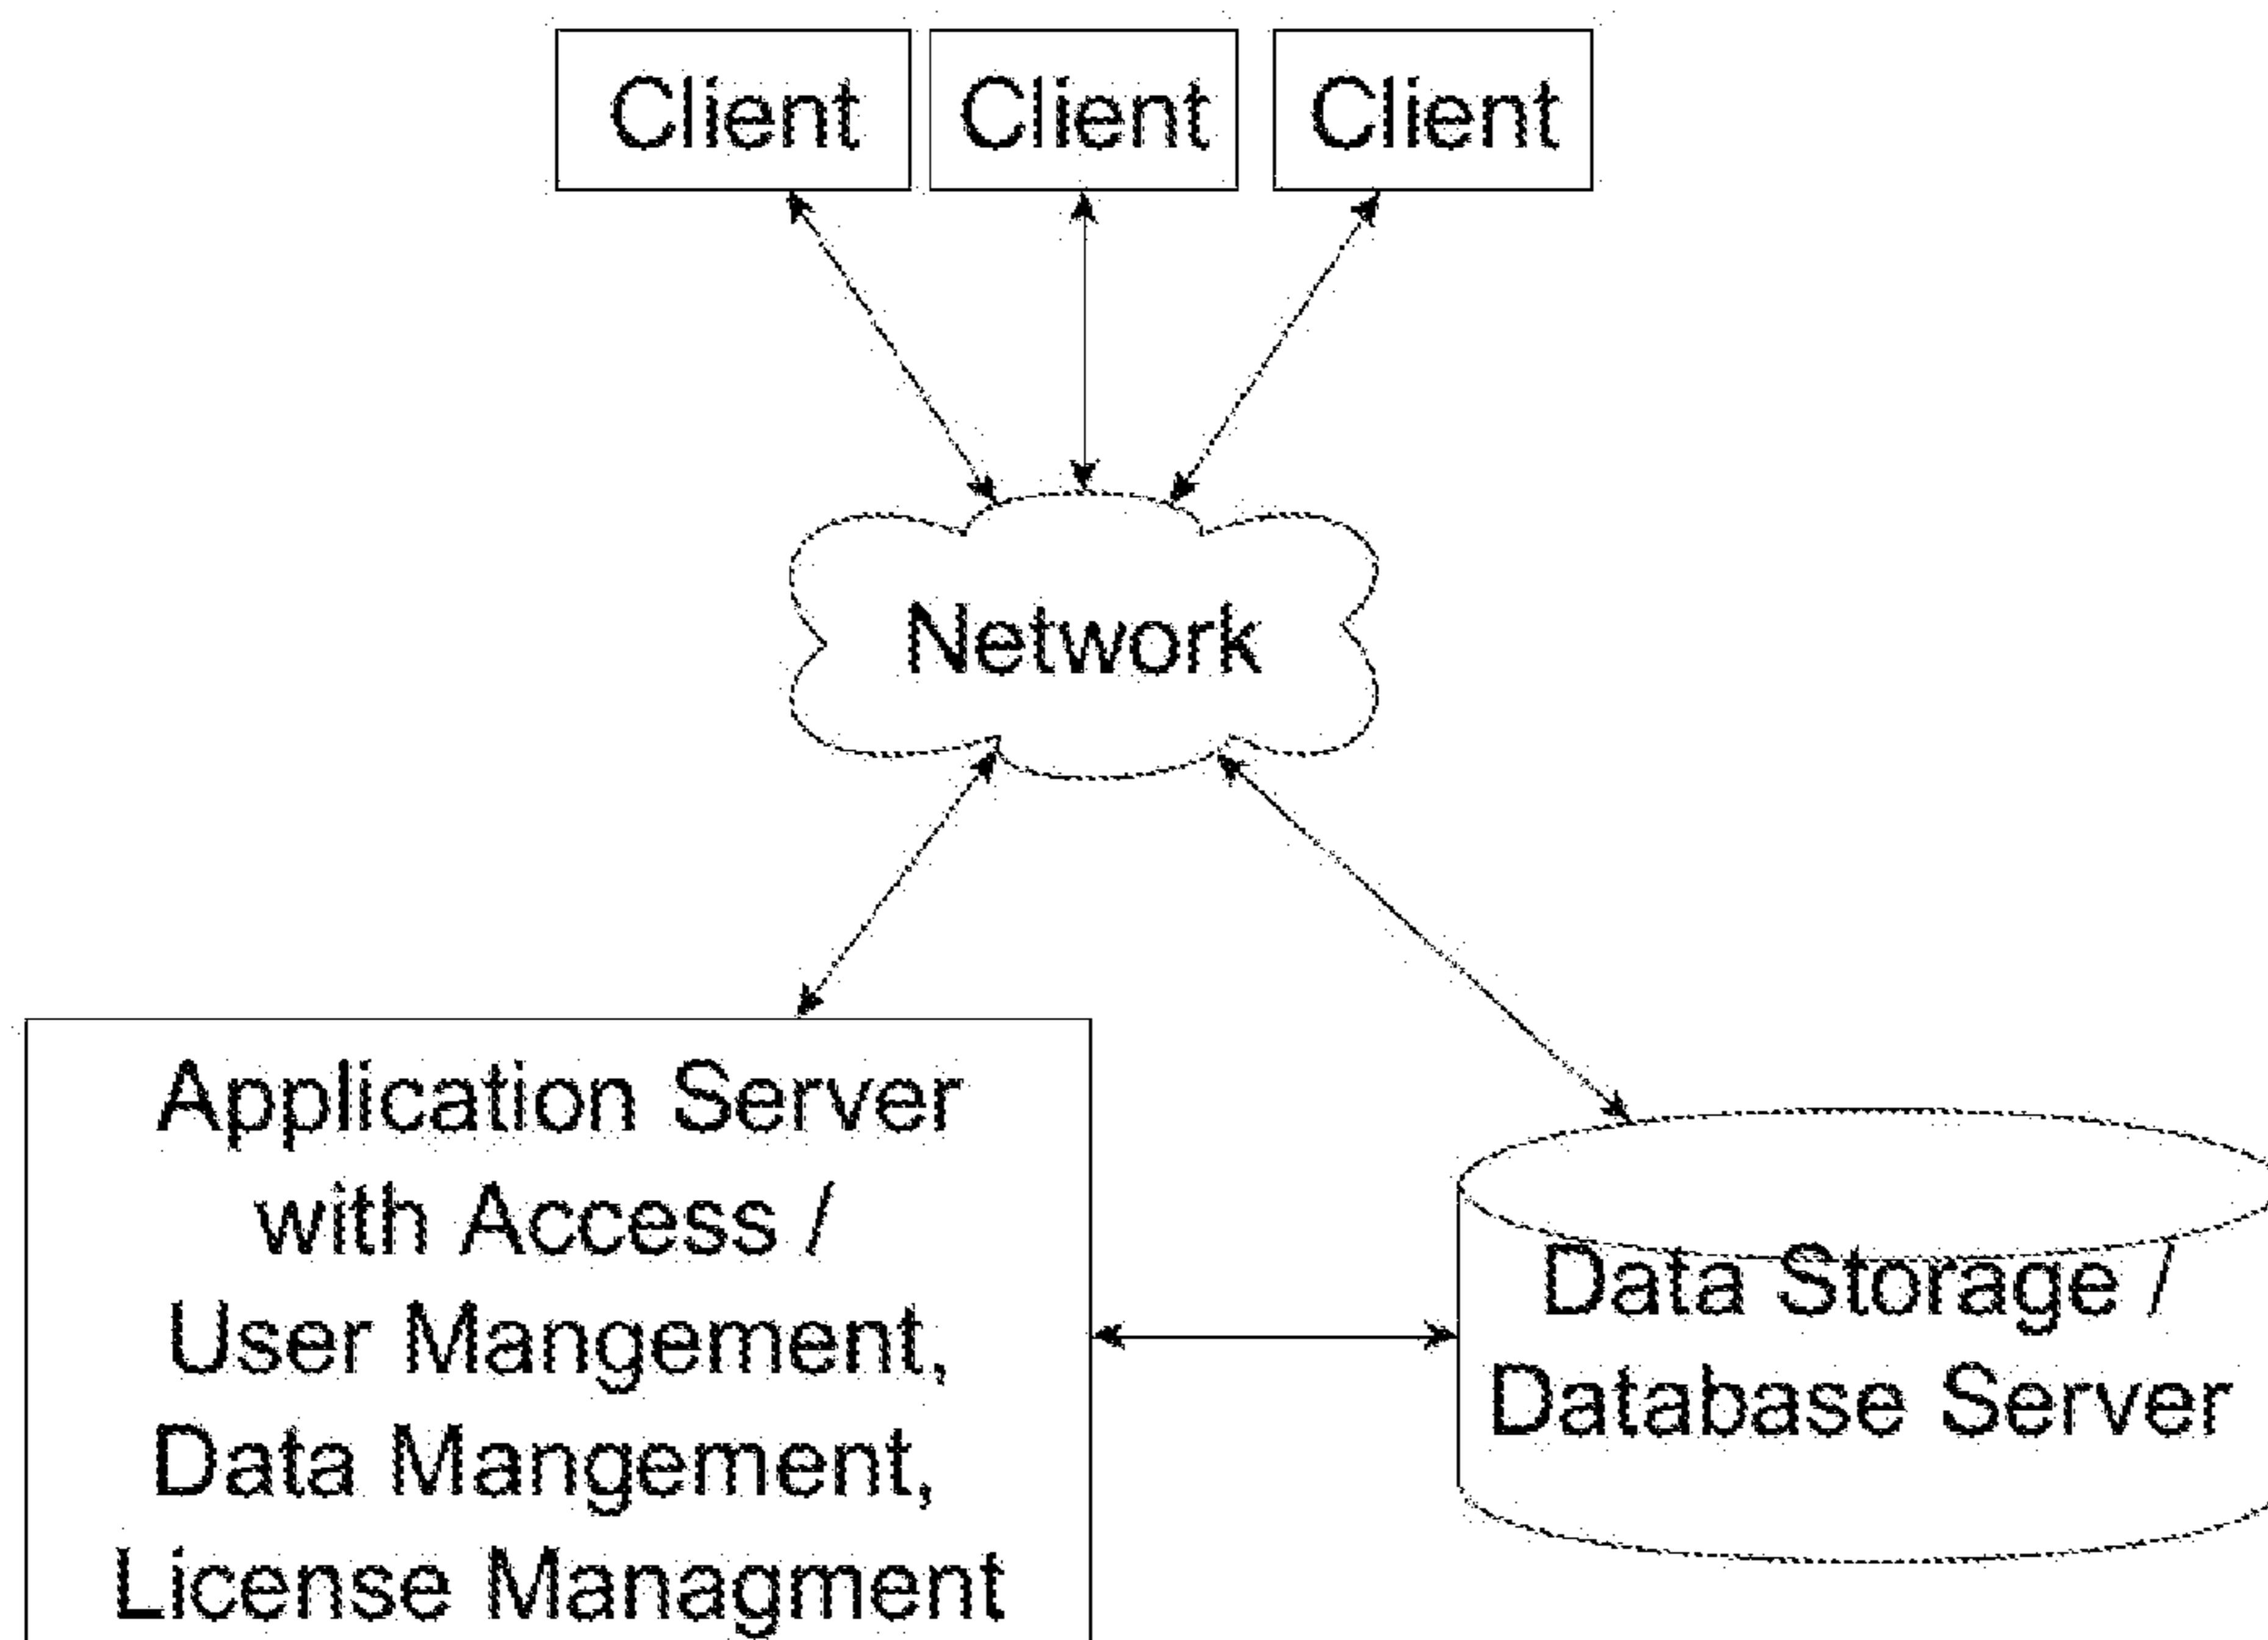 Client Client Client
Network
Application Server
with Access /
User Mangement,
Data Mangement,
License Managment
Data Storage /
Database Server